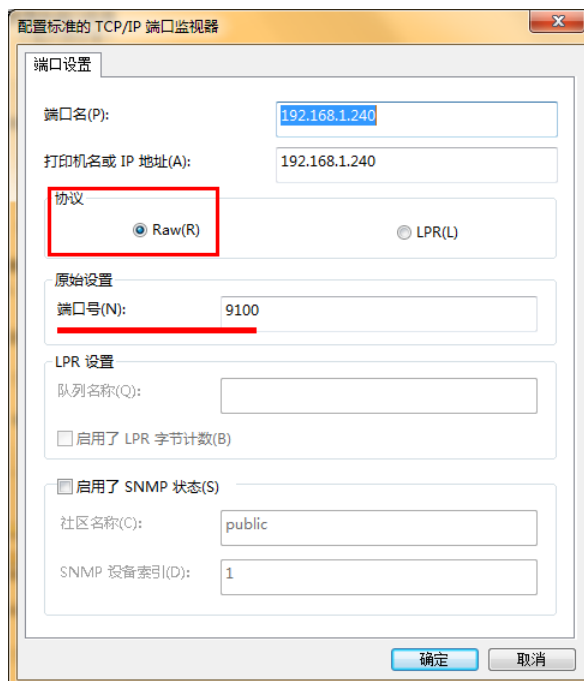 配置标准的 TCP/IP 端口监视器
端口设置
端口名(P): 192.168.1.240
打印机名或 IP 地址(A): 192.168.1.240
协议
Raw(R) LPR(L)
原始设置
端口号(N): 9100
LPR 设置
队列名称(Q):
启用了 LPR 字节计数(B)
启用了 SNMP 状态(S)
社区名称(C): public
SNMP 设备索引(D): 1
确定 取消